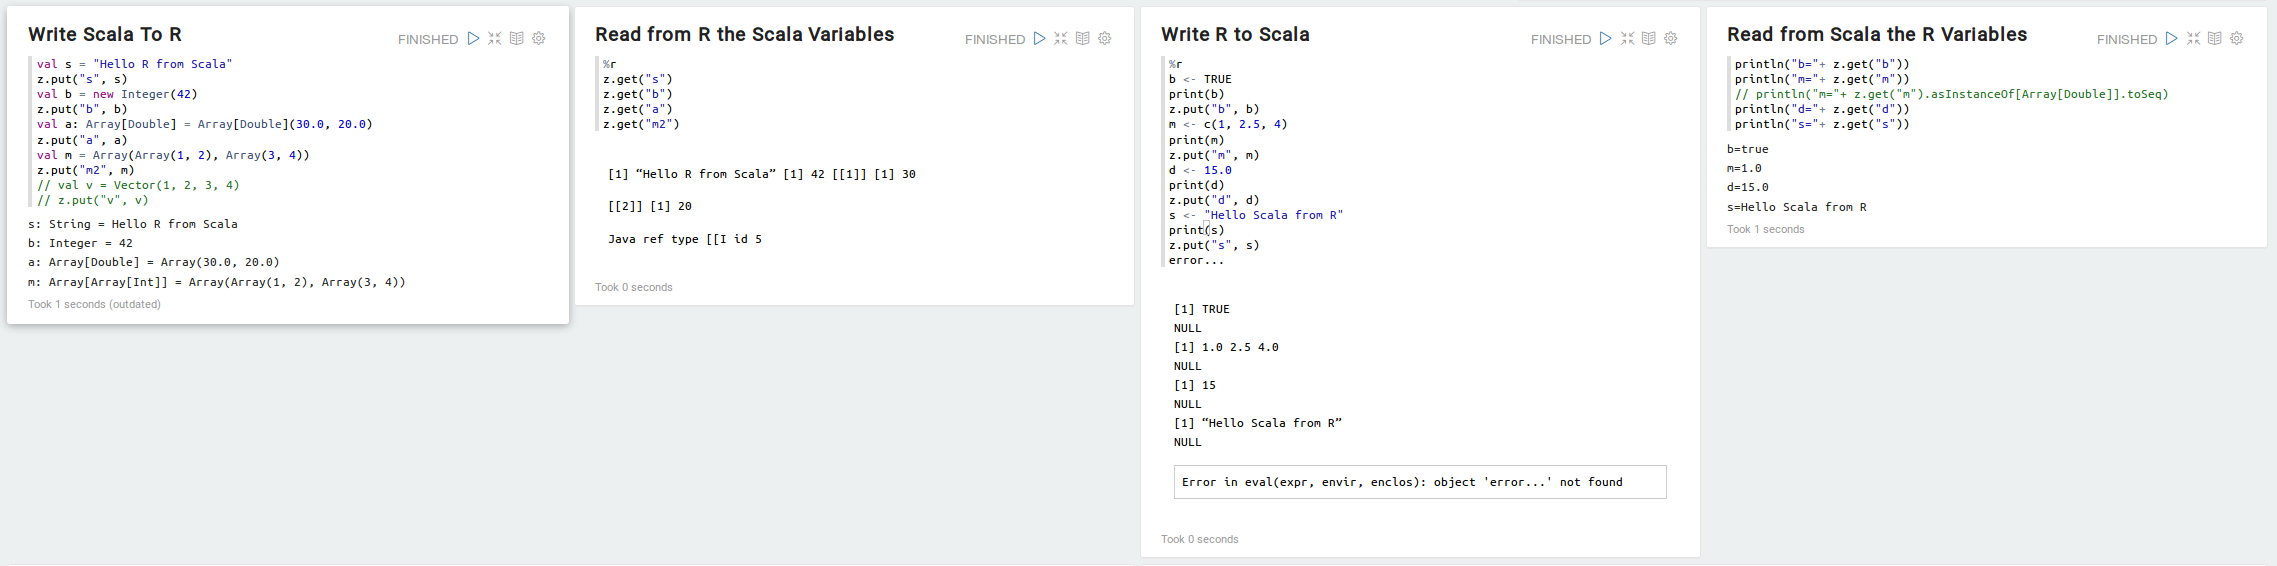 Write Scala To R
FINISHED
val s = "Hello R from Scala"
z.put("s", s)
val b = new Integer(42)
z.put("b", b)
val a: Array[Double] = Array[Double](30.0, 20.0)
z.put("a", a)
val m = Array(Array(1, 2), Array(3, 4))
z.put("m2", m)
// val v = Vector(1, 2, 3, 4)
// z.put("v", v)
s: String = Hello R from Scala
b: Integer = 42
a: Array[Double] = Array(30.0, 20.0)
m: Array[Array[Int]] = Array(Array(1, 2), Array(3, 4))
Took 1 seconds (outdated)
Read from R the Scala Variables
FINISHED
%r
z.get("s")
z.get("b")
z.get("a")
z.get("m2")
[1] “Hello R from Scala” [1] 42 [[1]] [1] 30
[[2]] [1] 20
Java ref type [[I id 5
Took 0 seconds
Write R to Scala
FINISHED
%r
b <- TRUE
print(b)
z.put("b", b)
m <- c(1, 2.5, 4)
print(m)
z.put("m", m)
d <- 15.0
print(d)
z.put("d", d)
s <- "Hello Scala from R"
print(s)
z.put("s", s)
error...
[1] TRUE
NULL
[1] 1.0 2.5 4.0
NULL
[1] 15
NULL
[1] “Hello Scala from R”
NULL
Error in eval(expr, envir, enclos): object 'error...' not found
Took 0 seconds
Read from Scala the R Variables
FINISHED
println("b="+ z.get("b"))
println("m="+ z.get("m"))
// println("m="+ z.get("m").asInstanceOf[Array[Double]].toSeq)
println("d="+ z.get("d"))
println("s="+ z.get("s"))
b=true
m=1.0
d=15.0
s=Hello Scala from R
Took 1 seconds